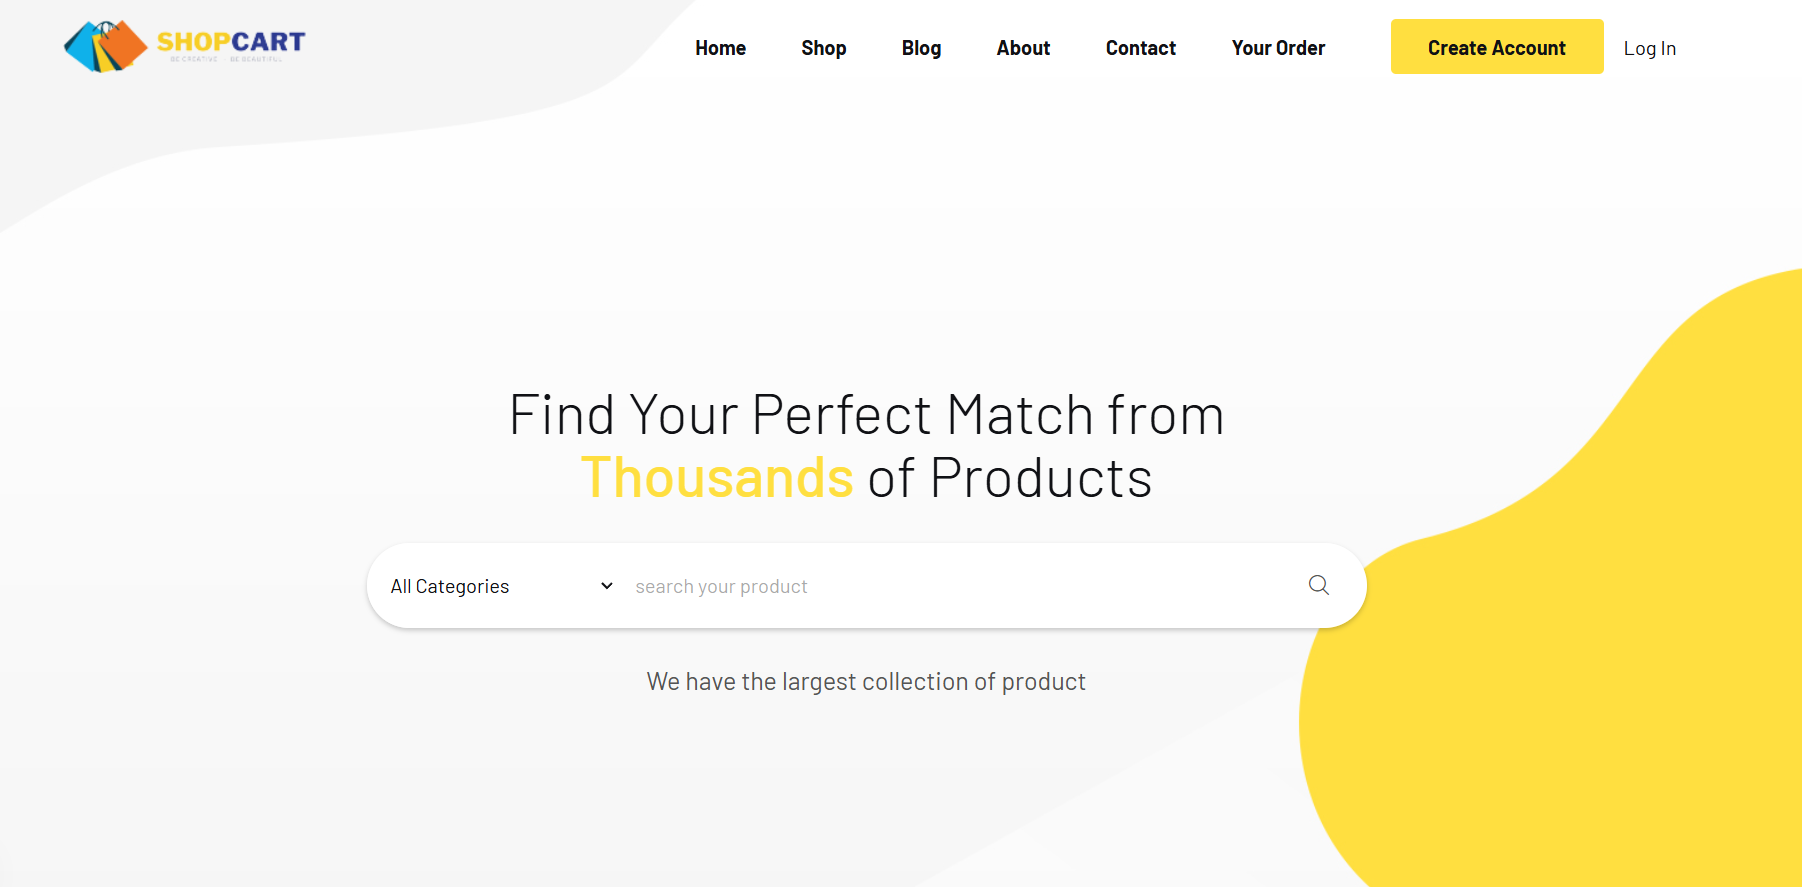 SHOPCART
BE CREATIVE BE BEAUTIFUL
Home Shop Blog About Contact Your Order Create Account Log In
Find Your Perfect Match from
Thousands of Products
All Categories search your product
We have the largest collection of product